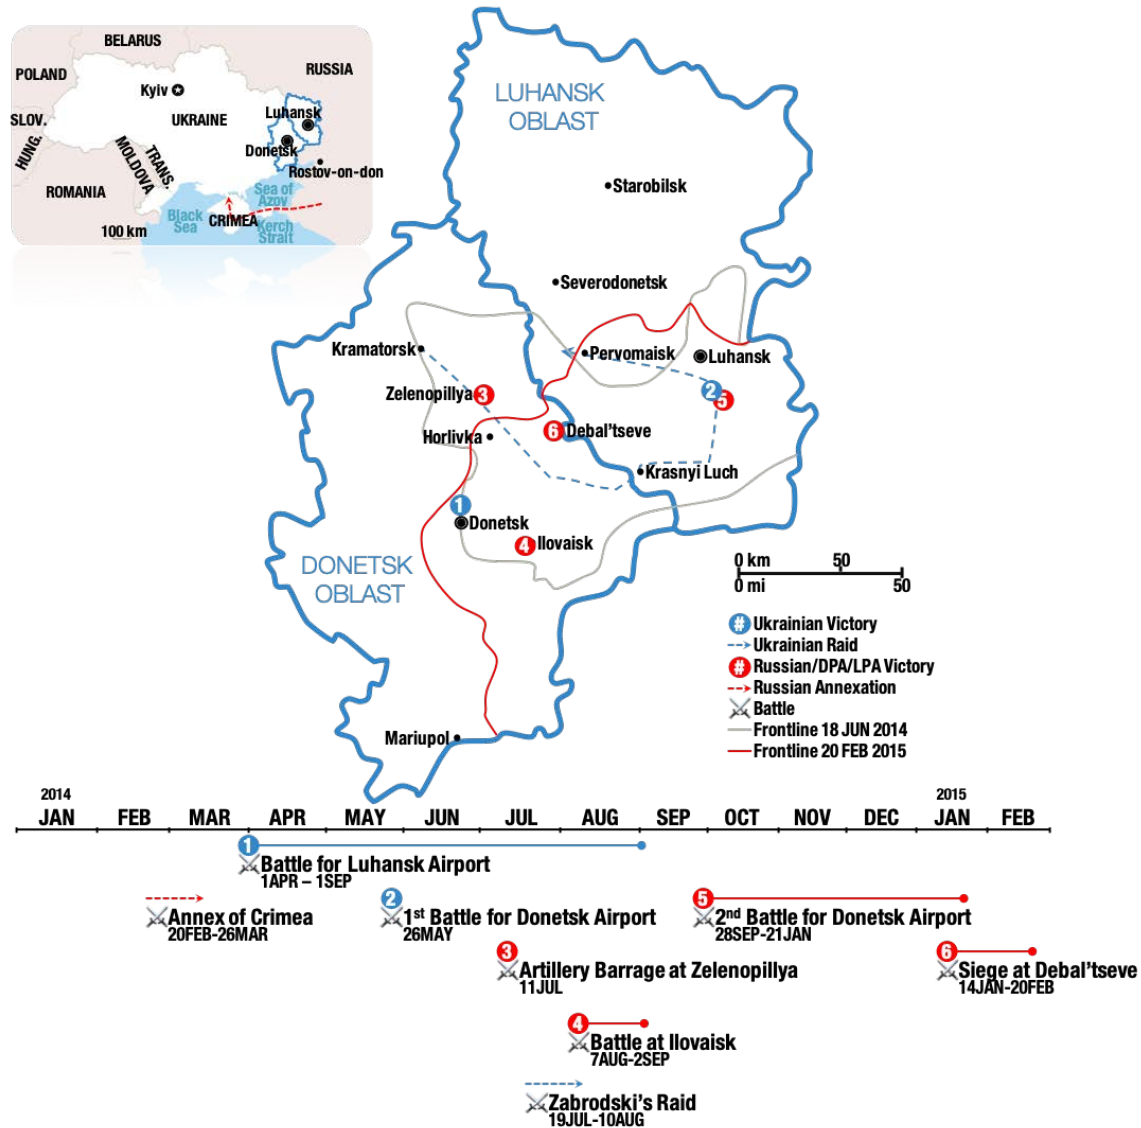 BELARUS
POLAND
RUSSIA
Kyiv
SLOV.
UKRAINE
Luhansk
HUNG.
Donetsk
TRANS.
MOLDOVA
Rostov-on-don
ROMANIA
Sea of
Azov
Black
Sea
CRIMEA
Kerch
Strait
100 km
LUHANSK
OBLAST
Starobilsk
Severodonetsk
Kramatorsk
Pervomaisk
Luhansk
Zelenopillya 3
2
5
Horlivka
6 Debal'tseve
Krasnyi Luch
1
Donetsk
4 Ilovaisk
DONETSK
OBLAST
Mariupol
0 km 50
0 mi 50
# Ukrainian Victory
Ukrainian Raid
# Russian/DPA/LPA Victory
Russian Annexation
Battle
Frontline 18 JUN 2014
Frontline 20 FEB 2015
2014 2015
JAN FEB MAR APR MAY JUN JUL AUG SEP OCT NOV DEC JAN FEB
1
Battle for Luhansk Airport
1APR – 1SEP
Annex of Crimea
20FEB-26MAR
2
1st Battle for Donetsk Airport
26MAY
5
2nd Battle for Donetsk Airport
28SEP-21JAN
3
Artillery Barrage at Zelenopillya
11JUL
6
Siege at Debal'tseve
14JAN-20FEB
4
Battle at Ilovaisk
7AUG-2SEP
Zabrodski's Raid
19JUL-10AUG